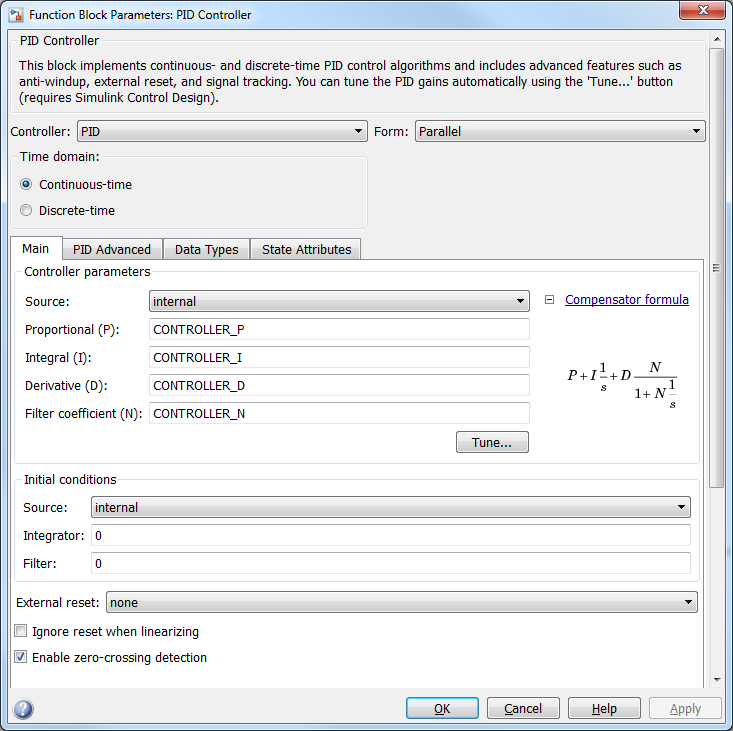 Function Block Parameters: PID Controller
PID Controller
This block implements continuous- and discrete-time PID control algorithms and includes advanced features such as
anti-windup, external reset, and signal tracking. You can tune the PID gains automatically using the 'Tune...' button
(requires Simulink Control Design).
Controller: PID Form: Parallel
Time domain:
Continuous-time
Discrete-time
Main PID Advanced Data Types State Attributes
Controller parameters
Source: internal Compensator formula
Proportional (P): CONTROLLER_P
Integral (I): CONTROLLER_I
Derivative (D): CONTROLLER_D
Filter coefficient (N): CONTROLLER_N
P + I 1/s + D N/(1 + N 1/s)
Tune...
Initial conditions
Source: internal
Integrator: 0
Filter: 0
External reset: none
Ignore reset when linearizing
Enable zero-crossing detection
OK Cancel Help Apply